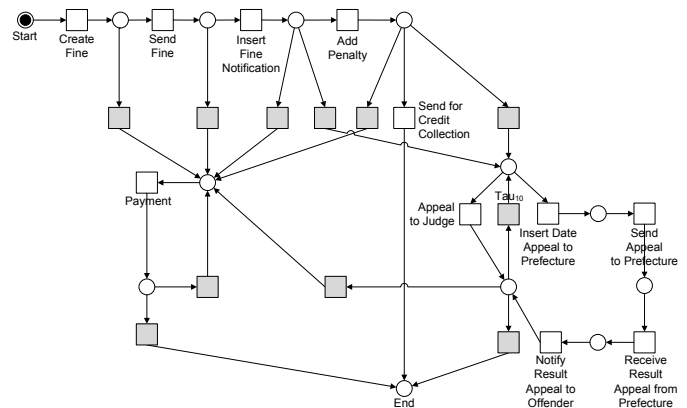 Start
Create
Fine
Send
Fine
Insert
Fine
Notification
Add
Penalty
Send for
Credit
Collection
Payment
Appeal
to Judge
Tau10
Insert Date
Appeal to
Prefecture
Send
Appeal
to Prefecture
Notify
Result
Appeal to
Offender
Receive
Result
Appeal from
Prefecture
End